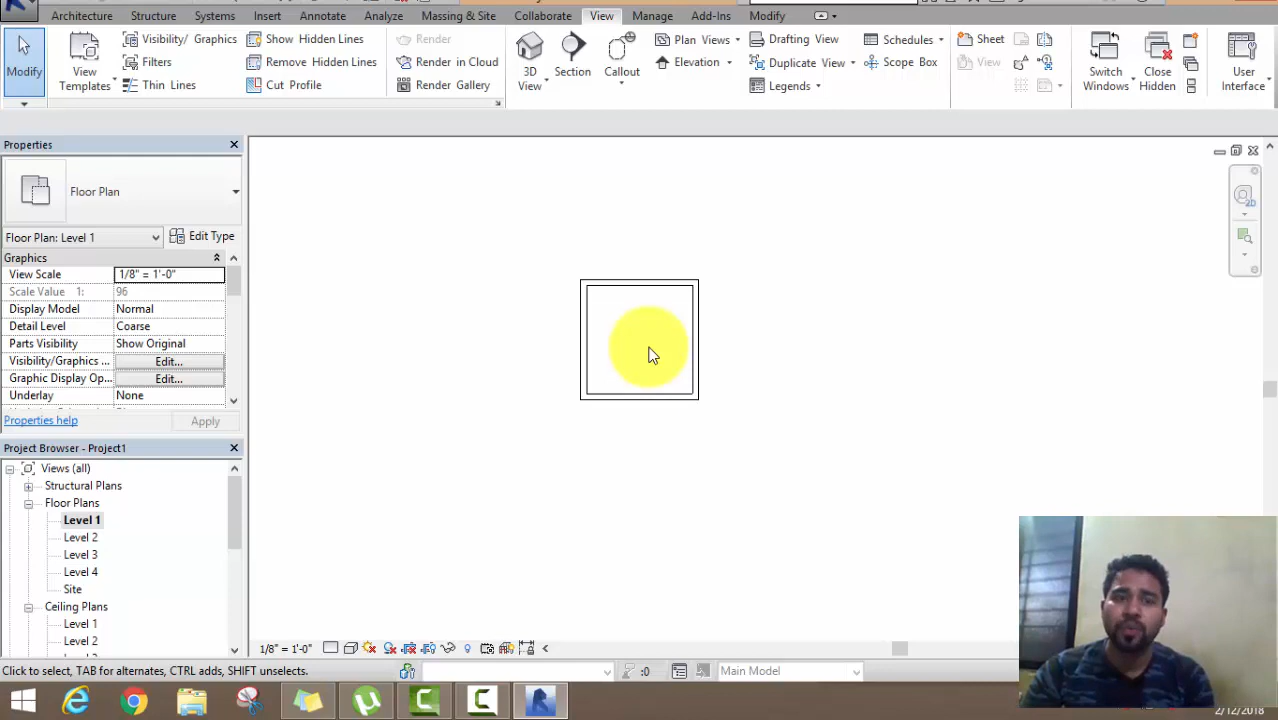 Architecture Structure Systems Insert Annotate Analyze Massing & Site Collaborate View Manage Add-Ins Modify
Modify
View Templates
Visibility/ Graphics
Filters
Thin Lines
Show Hidden Lines
Remove Hidden Lines
Cut Profile
Render
Render in Cloud
Render Gallery
3D View
Section
Callout
Plan Views
Elevation
Drafting View
Duplicate View
Legends
Schedules
Scope Box
Sheet
View
Switch Windows
Close Hidden
User Interface
Properties
Floor Plan
Floor Plan: Level 1
Edit Type
Graphics
View Scale 1/8" = 1'-0"
Scale Value 1: 96
Display Model Normal
Detail Level Coarse
Parts Visibility Show Original
Visibility/Graphics ... Edit...
Graphic Display Op... Edit...
Underlay None
Properties help
Apply
Project Browser - Project1
Views (all)
Structural Plans
Floor Plans
Level 1
Level 2
Level 3
Level 4
Site
Ceiling Plans
Level 1
Level 2
2D
1/8" = 1'-0"
Click to select, TAB for alternates, CTRL adds, SHIFT unselects.
:0
Main Model
2/12/2018